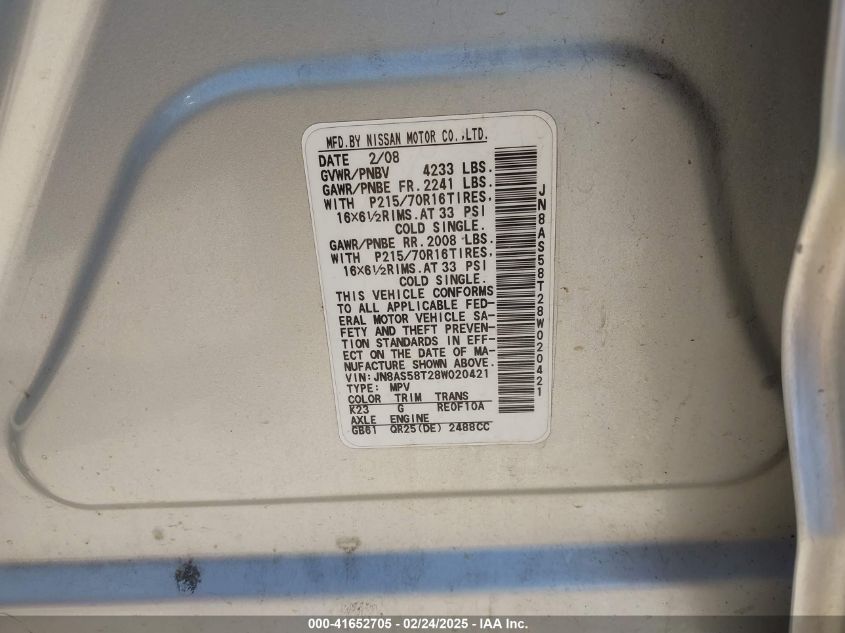 MFD.BY NISSAN MOTOR CO.,LTD.
DATE 2/08
GVWR/PNBV 4233 LBS.
GAWR/PNBE FR. 2241 LBS.
WITH P215/70R16TIRES,
16×6½RIMS.AT 33 PSI
COLD SINGLE.
GAWR/PNBE RR. 2008 LBS.
WITH P215/70R16TIRES,
16×6½RIMS.AT 33 PSI
COLD SINGLE.
THIS VEHICLE CONFORMS
TO ALL APPLICABLE FED-
ERAL MOTOR VEHICLE SA-
FETY AND THEFT PREVEN-
TION STANDARDS IN EFF-
ECT ON THE DATE OF MA-
NUFACTURE SHOWN ABOVE.
VIN: JN8AS58T28W020421
TYPE: MPV
COLOR TRIM TRANS
K23 G RE0F10A
AXLE ENGINE
GB61 QR25(DE) 2488CC
JN8AS58T28W020421
000-41652705 - 02/24/2025 - IAA Inc.